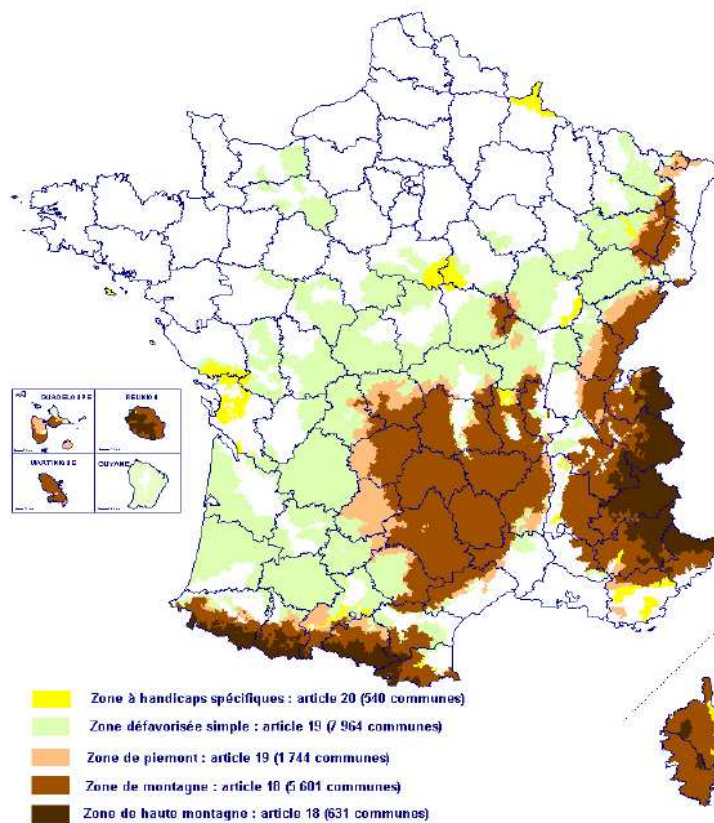 GUADELOUPE
REUNION
MARTINIQUE
GUYANE
Zone à handicaps spécifiques : article 20 (540 communes)
Zone défavorisée simple : article 19 (7 964 communes)
Zone de piemont : article 19 (1 744 communes)
Zone de montagne : article 18 (5 601 communes)
Zone de haute montagne : article 18 (631 communes)